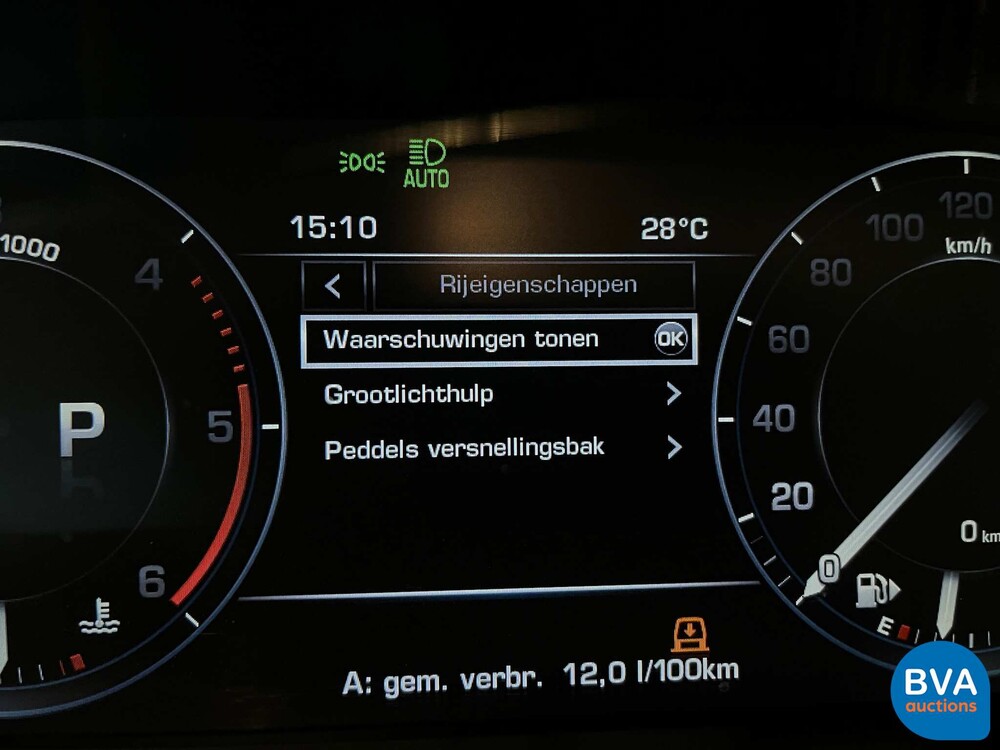 AUTO
15:10 28°C
Rijeigenschappen
Waarschuwingen tonen OK
Grootlichthulp
Peddels versnellingsbak
A: gem. verbr. 12,0 l/100km
1000
4
5
6
P
120
100
km/h
80
60
40
20
0
0 km
E
BVA
auctions